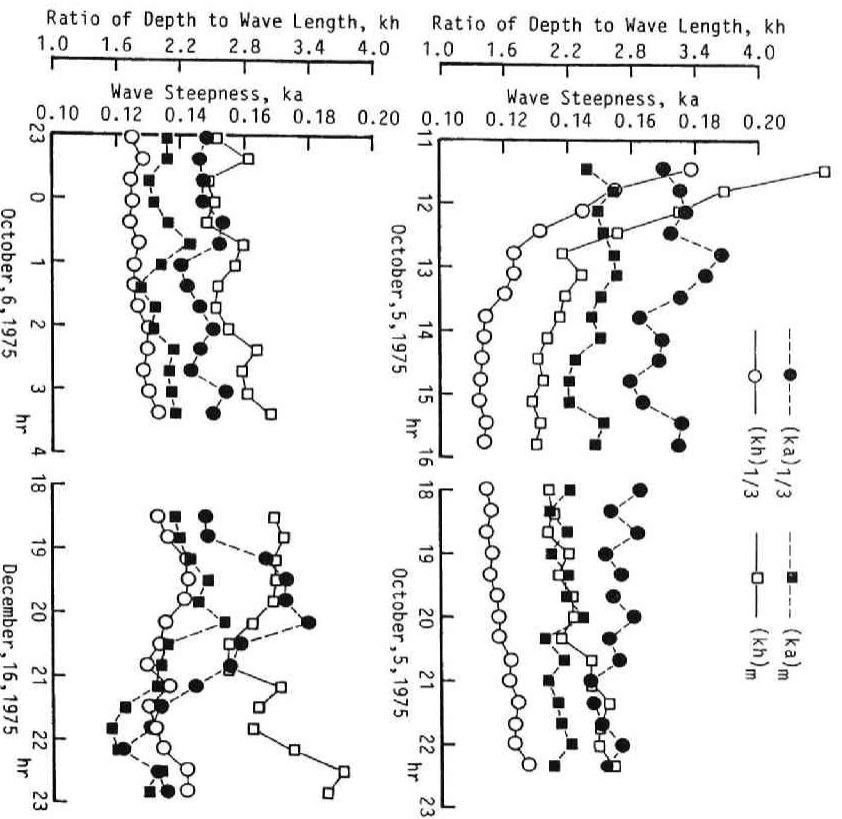 Ratio of Depth to Wave Length, kh
1.0 1.6 2.2 2.8 3.4 4.0
Wave Steepness, ka
0.10 0.12 0.14 0.16 0.18 0.20
23 0 1 2 3 4
October, 6, 1975 hr
Ratio of Depth to Wave Length, kh
1.0 1.6 2.2 2.8 3.4 4.0
Wave Steepness, ka
0.10 0.12 0.14 0.16 0.18 0.20
11 12 13 14 15 16
October, 5, 1975 hr
(ka)1/3
(kh)1/3
(ka)m
(kh)m
18 19 20 21 22 23
December, 16, 1975 hr
18 19 20 21 22 23
October, 5, 1975 hr